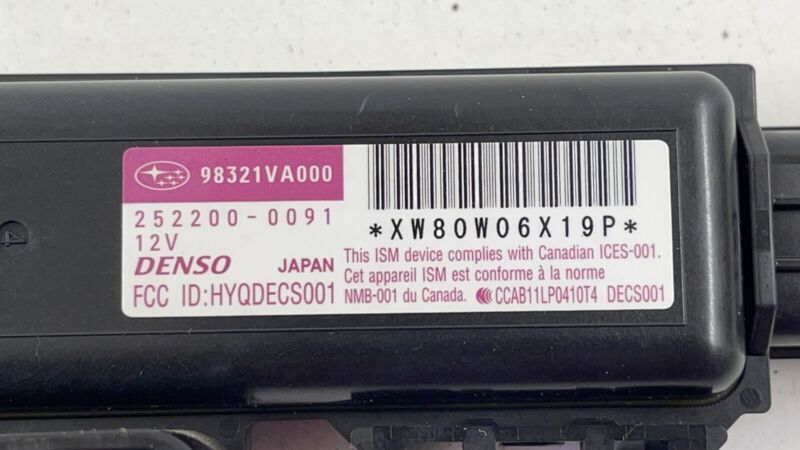 98321VA000
252200-0091
12V
DENSO JAPAN
FCC ID:HYQDECS001
*XW80W06X19P*
This ISM device complies with Canadian ICES-001.
Cet appareil ISM est conforme à la norme
NMB-001 du Canada. CCAB11LP0410T4 DECS001
4